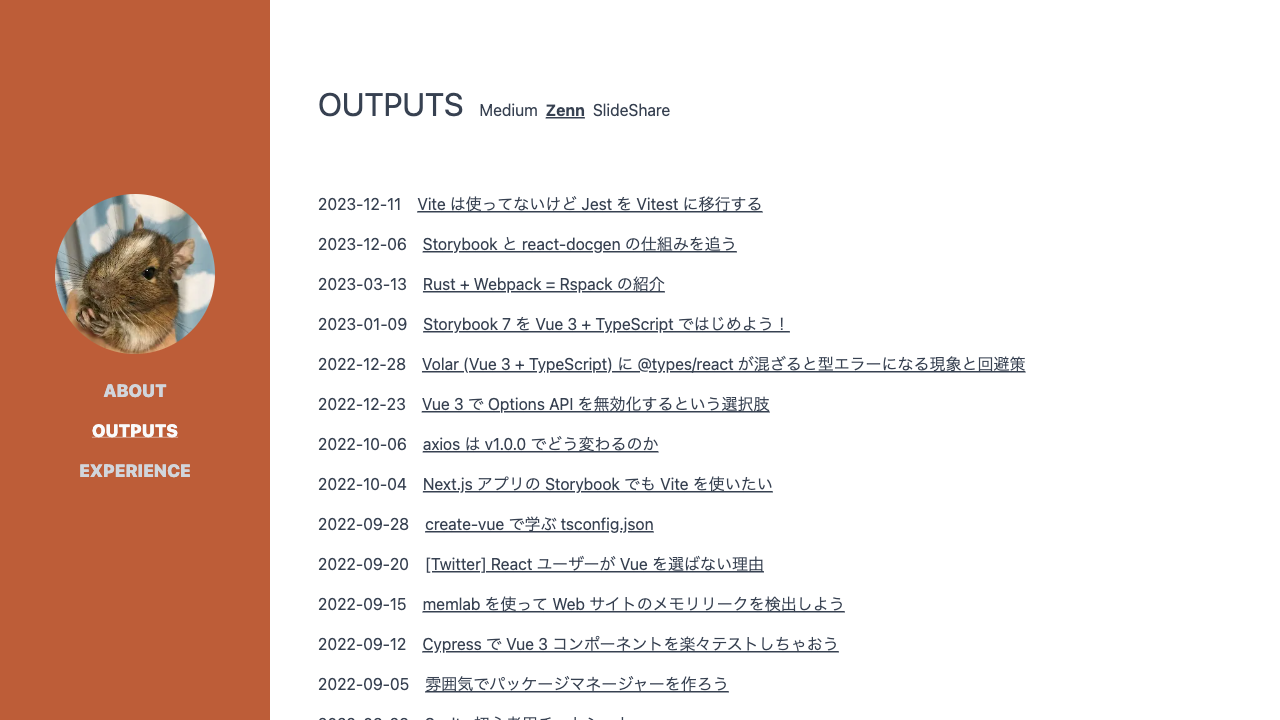 ABOUT
OUTPUTS
EXPERIENCE
OUTPUTS Medium Zenn SlideShare
2023-12-11 Vite は使ってないけど Jest を Vitest に移行する
2023-12-06 Storybook と react-docgen の仕組みを追う
2023-03-13 Rust + Webpack = Rspack の紹介
2023-01-09 Storybook 7 を Vue 3 + TypeScript ではじめよう！
2022-12-28 Volar (Vue 3 + TypeScript) に @types/react が混ざると型エラーになる現象と回避策
2022-12-23 Vue 3 で Options API を無効化するという選択肢
2022-10-06 axios は v1.0.0 でどう変わるのか
2022-10-04 Next.js アプリの Storybook でも Vite を使いたい
2022-09-28 create-vue で学ぶ tsconfig.json
2022-09-20 [Twitter] React ユーザーが Vue を選ばない理由
2022-09-15 memlab を使って Web サイトのメモリリークを検出しよう
2022-09-12 Cypress で Vue 3 コンポーネントを楽々テストしちゃおう
2022-09-05 雰囲気でパッケージマネージャーを作ろう